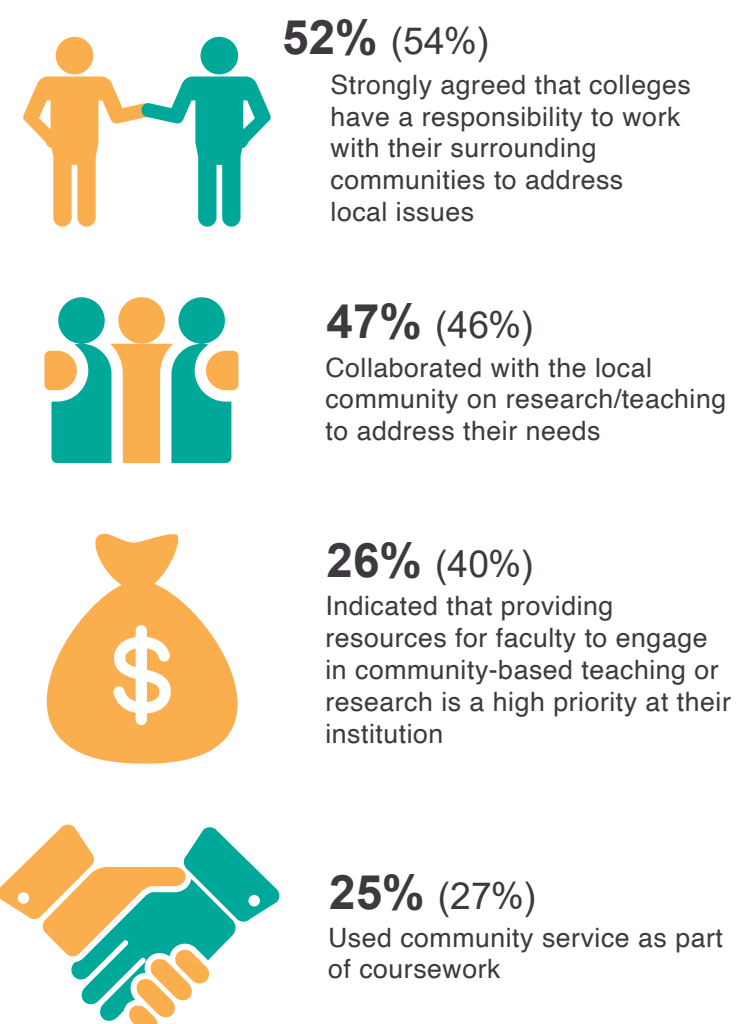 52% (54%)
Strongly agreed that colleges
have a responsibility to work
with their surrounding
communities to address
local issues
47% (46%)
Collaborated with the local
community on research/teaching
to address their needs
26% (40%)
Indicated that providing
resources for faculty to engage
in community-based teaching or
research is a high priority at their
institution
$
25% (27%)
Used community service as part
of coursework